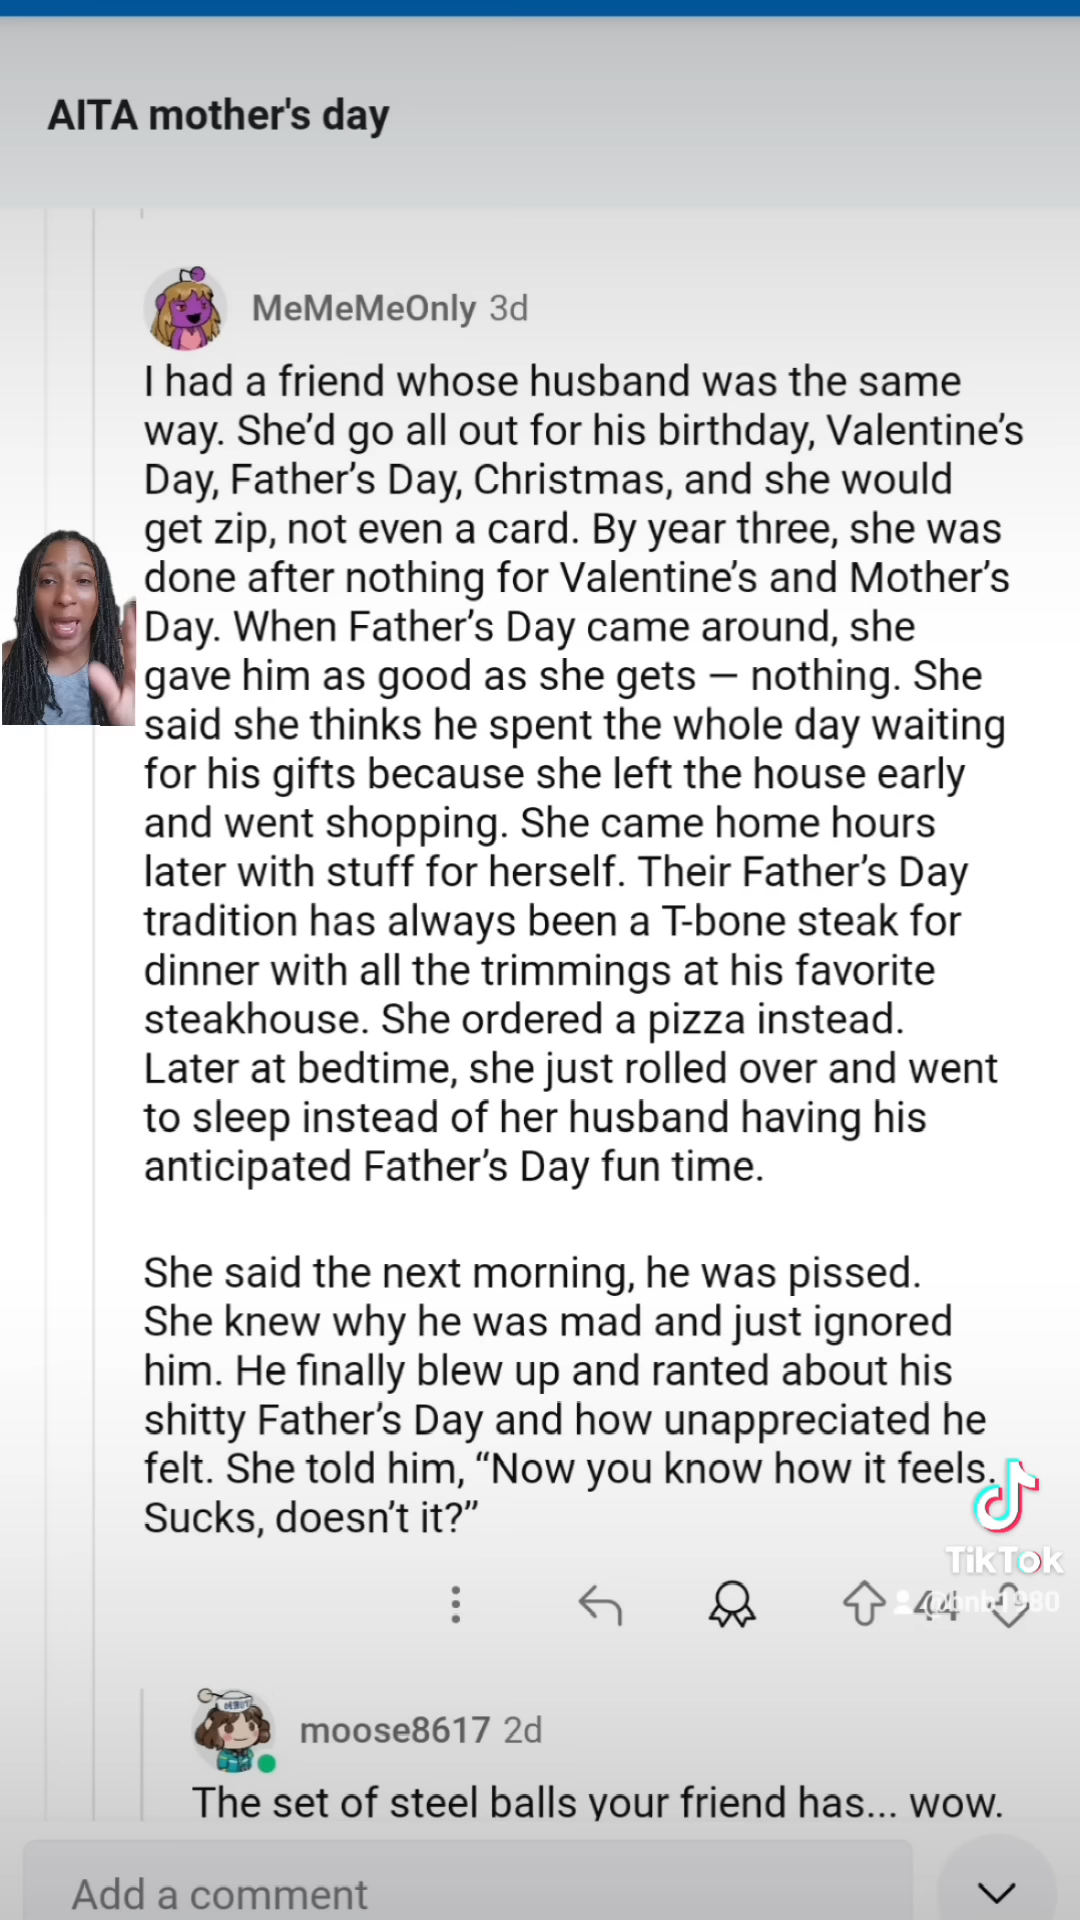 AITA mother's day
MeMeMeOnly 3d
I had a friend whose husband was the same
way. She’d go all out for his birthday, Valentine’s
Day, Father’s Day, Christmas, and she would
get zip, not even a card. By year three, she was
done after nothing for Valentine’s and Mother’s
Day. When Father’s Day came around, she
gave him as good as she gets — nothing. She
said she thinks he spent the whole day waiting
for his gifts because she left the house early
and went shopping. She came home hours
later with stuff for herself. Their Father’s Day
tradition has always been a T-bone steak for
dinner with all the trimmings at his favorite
steakhouse. She ordered a pizza instead.
Later at bedtime, she just rolled over and went
to sleep instead of her husband having his
anticipated Father’s Day fun time.
She said the next morning, he was pissed.
She knew why he was mad and just ignored
him. He finally blew up and ranted about his
shitty Father’s Day and how unappreciated he
felt. She told him, “Now you know how it feels.
Sucks, doesn’t it?”
TikTok
moose8617 2d
The set of steel balls your friend has... wow.
Add a comment